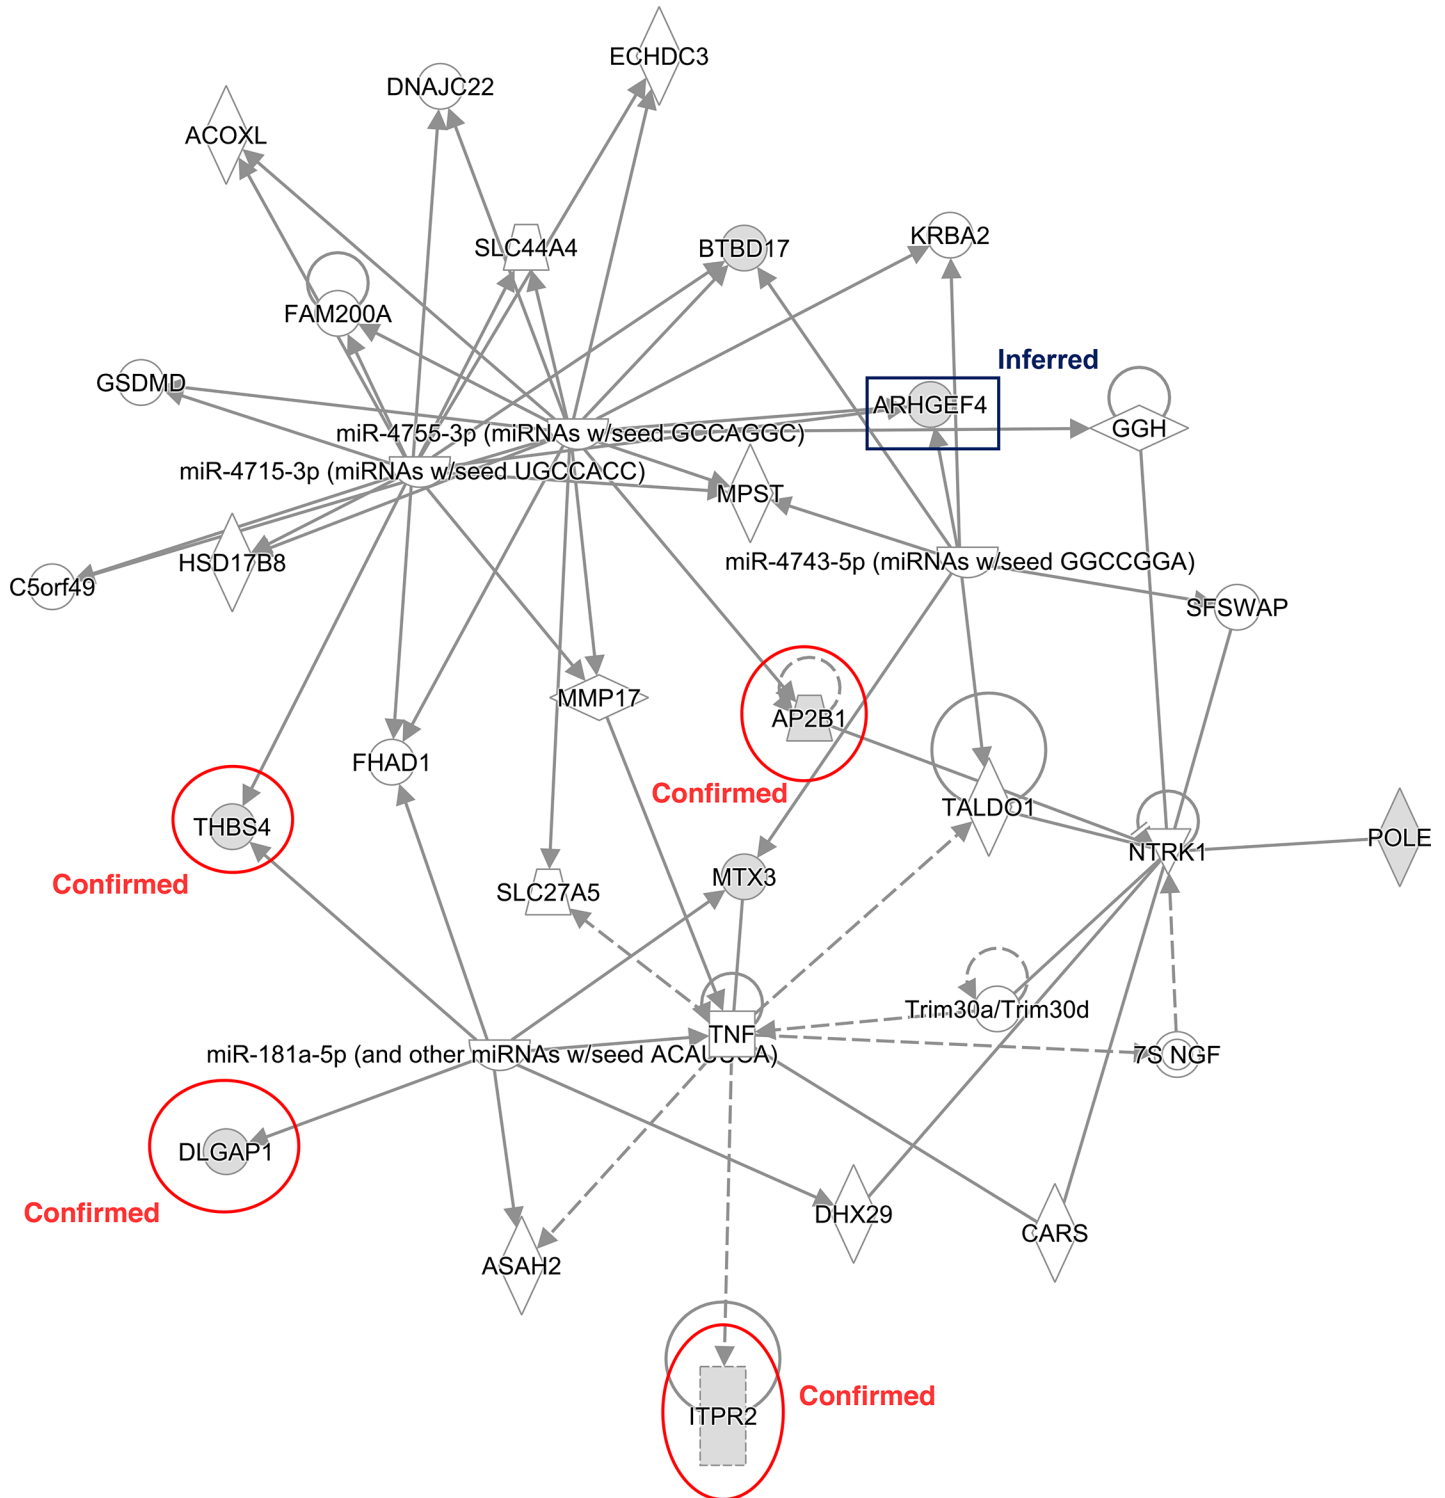 ECHDC3
DNAJC22
ACOXL
SLC44A4
BTBD17
KRBA2
FAM200A
Inferred
GSDMD
ARHGEF4
GGH
miR-4755-3p (miRNAs w/seed GCCAGGC)
miR-4715-3p (miRNAs w/seed UGCCACC)
MPST
HSD17B8
miR-4743-5p (miRNAs w/seed GGCCGGA)
C5orf49
SFSWAP
MMP17
AP2B1
FHAD1
Confirmed
TALDO1
THBS4
POLE
NTRK1
Confirmed
MTX3
SLC27A5
Trim30a/Trim30d
TNF
miR-181a-5p (and other miRNAs w/seed
7S NGF
DLGAP1
Confirmed
DHX29
CARS
ASAH2
Confirmed
ITPR2